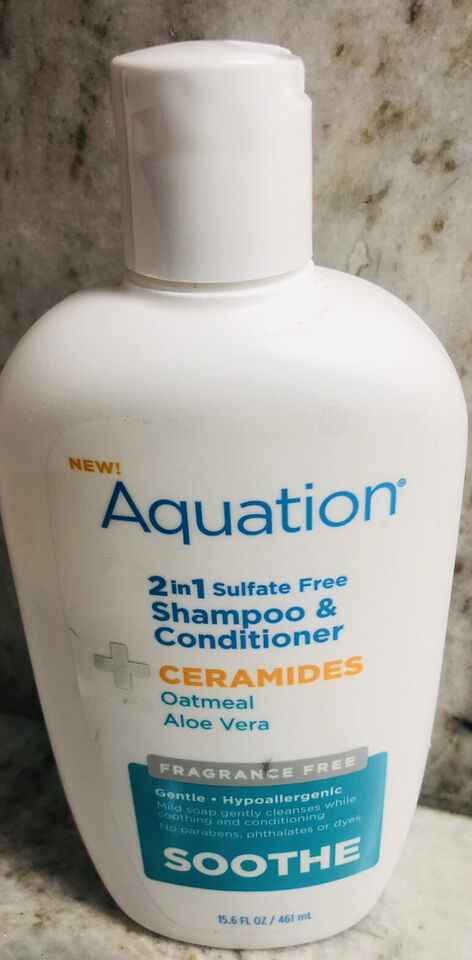 NEW!
Aquation®
2in1 Sulfate Free
Shampoo &
Conditioner
+ CERAMIDES
Oatmeal
Aloe Vera
FRAGRANCE FREE
Gentle • Hypoallergenic
Mild soap gently cleanses while
soothing and conditioning
No parabens, phthalates or dyes
SOOTHE
15.6 FL OZ / 461 mL